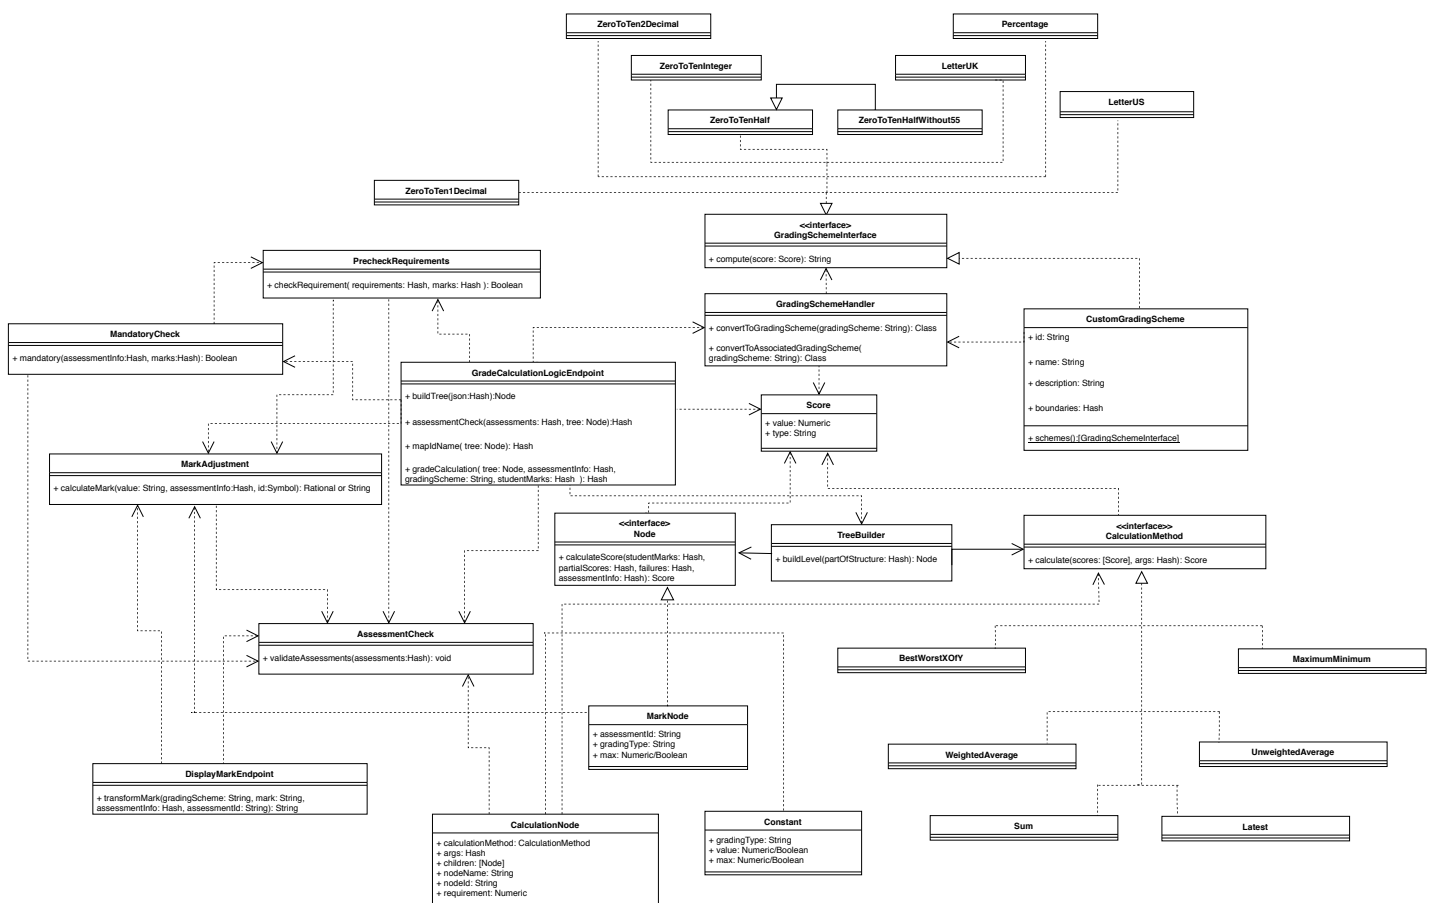 ZeroToTen2Decimal
Percentage
ZeroToTenInteger
LetterUK
LetterUS
ZeroToTenHalf
ZeroToTenHalfWithout55
ZeroToTen1Decimal
<<interface>
GradingSchemeInterface
+ compute(score: Score): String
PrecheckRequirements
+ checkRequirement( requirements: Hash, marks: Hash ): Boolean
GradingSchemeHandler
+ convertToGradingScheme(gradingScheme: String): Class
+ convertToAssociatedGradingScheme(
gradingScheme: String): Class
CustomGradingScheme
+ id: String
+ name: String
+ description: String
+ boundaries: Hash
+ schemes():[GradingSchemeInterface]
MandatoryCheck
+ mandatory(assessmentInfo:Hash, marks:Hash): Boolean
GradeCalculationLogicEndpoint
+ buildTree(json:Hash):Node
+ assessmentCheck(assessments: Hash, tree: Node):Hash
+ mapIdName( tree: Node): Hash
+ gradeCalculation( tree: Node, assessmentInfo: Hash,
gradingScheme: String, studentMarks: Hash ): Hash
Score
+ value: Numeric
+ type: String
MarkAdjustment
+ calculateMark(value: String, assessmentInfo:Hash, id:Symbol): Rational or String
<<interface>
Node
+ calculateScore(studentMarks: Hash,
partialScores: Hash, failures: Hash,
assessmentInfo: Hash): Score
TreeBuilder
+ buildLevel(partOfStructure: Hash): Node
<<interface>>
CalculationMethod
+ calculate(scores: [Score], args: Hash): Score
AssessmentCheck
+ validateAssessments(assessments:Hash): void
BestWorstXOfY
MaximumMinimum
MarkNode
+ assessmentId: String
+ gradingType: String
+ max: Numeric/Boolean
WeightedAverage
UnweightedAverage
DisplayMarkEndpoint
+ transformMark(gradingScheme: String, mark: String,
assessmentInfo: Hash, assessmentId: String): String
CalculationNode
+ calculationMethod: CalculationMethod
+ args: Hash
+ children: [Node]
+ nodeName: String
+ nodeId: String
+ requirement: Numeric
Constant
+ gradingType: String
+ value: Numeric/Boolean
+ max: Numeric/Boolean
Sum
Latest